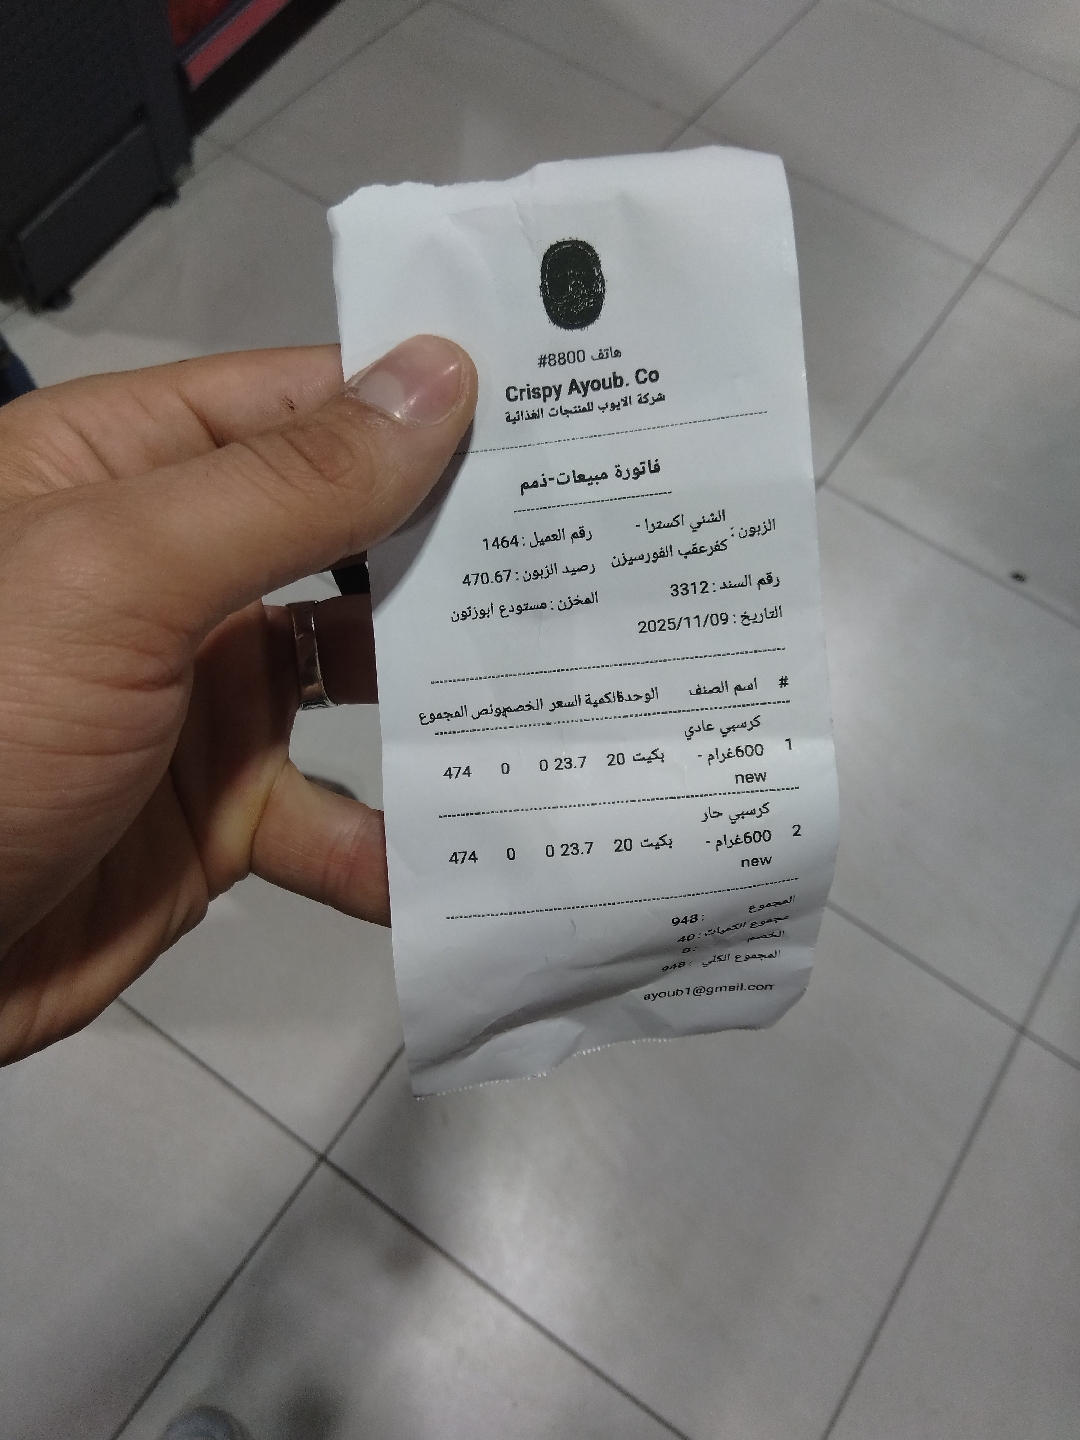 هاتف 8800#
Crispy Ayoub. Co
شركة الايوب للمنتجات الغذائية
فاتورة مبيعات-ذمم
الزبون: الشني اكسترا - كفرعقب الفورسيزن
رقم العميل: 1464
رصيد الزبون: 470.67
رقم السند: 3312
المخزن: مستودع ابوزتون
التاريخ: 2025/11/09
# اسم الصنف الوحدة الكمية السعر الخصم بونص المجموع
1 كرسبي عادي 600غرام - new بكيت 20 23.7 0 0 474
2 كرسبي حار 600غرام - new بكيت 20 23.7 0 0 474
المجموع : 948
مجموع الكميات : 40
الخصم : 0
المجموع الكلي : 948
ayoub1@gmail.com